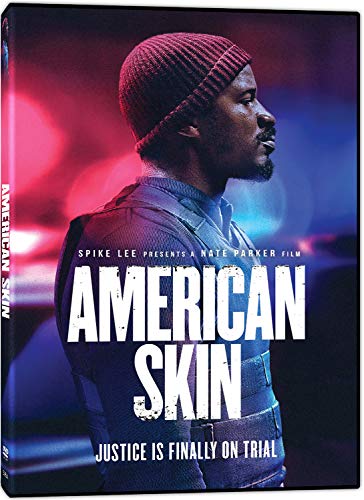 SPIKE LEE PRESENTS A NATE PARKER FILM
AMERICAN
SKIN
JUSTICE IS FINALLY ON TRIAL
AMERICAN SKIN